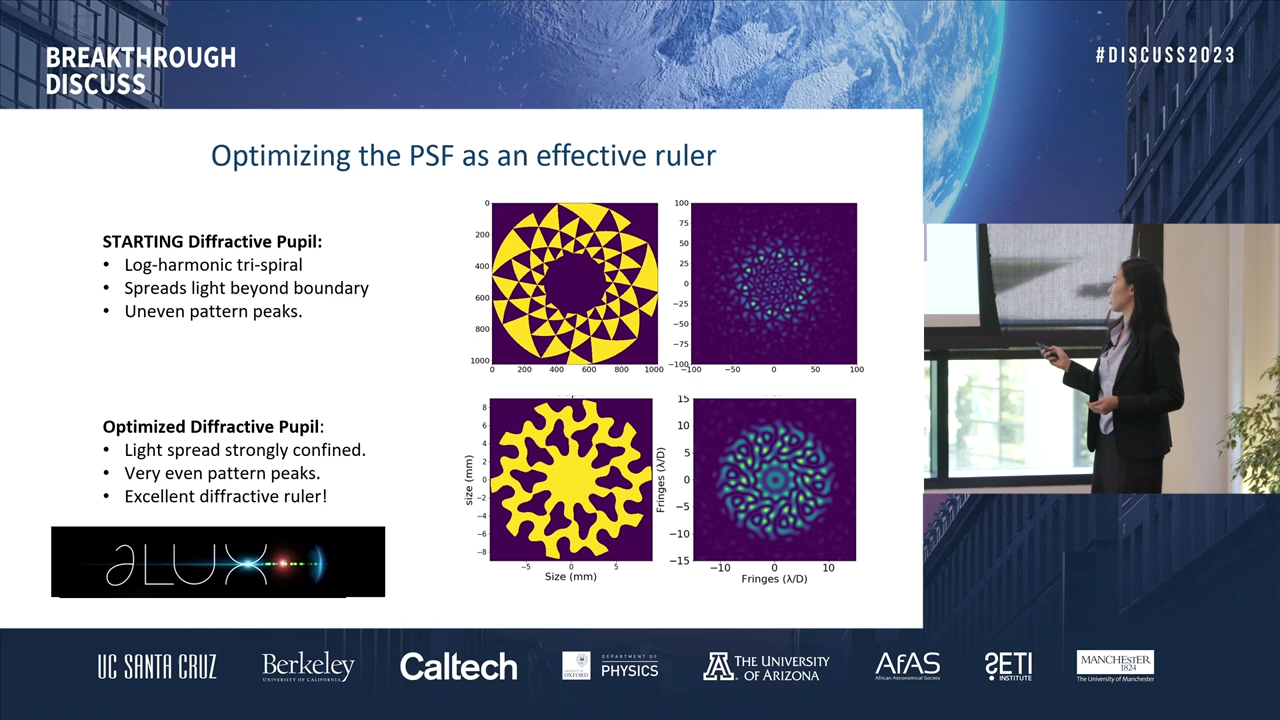 BREAKTHROUGH
DISCUSS
#DISCUSS2023
Optimizing the PSF as an effective ruler
STARTING Diffractive Pupil:
• Log-harmonic tri-spiral
• Spreads light beyond boundary
• Uneven pattern peaks.
0
200
400
600
800
1000
0 200 400 600 800 1000
100
75
50
25
0
−25
−50
−75
−100
−100 −50 0 50 100
Optimized Diffractive Pupil:
• Light spread strongly confined.
• Very even pattern peaks.
• Excellent diffractive ruler!
size (mm)
8
6
4
2
0
−2
−4
−6
−8
−5 0 5
Size (mm)
Fringes (λ/D)
15
10
5
0
−5
−10
−15
−10 0 10
Fringes (λ/D)
aLUX
UC SANTA CRUZ
Berkeley
UNIVERSITY OF CALIFORNIA
Caltech
UNIVERSITY OF
OXFORD
DEPARTMENT OF
PHYSICS
A
THE UNIVERSITY
OF ARIZONA
AfAS
African Astronomical Society
SETI
INSTITUTE
MANCHESTER
1824
The University of Manchester